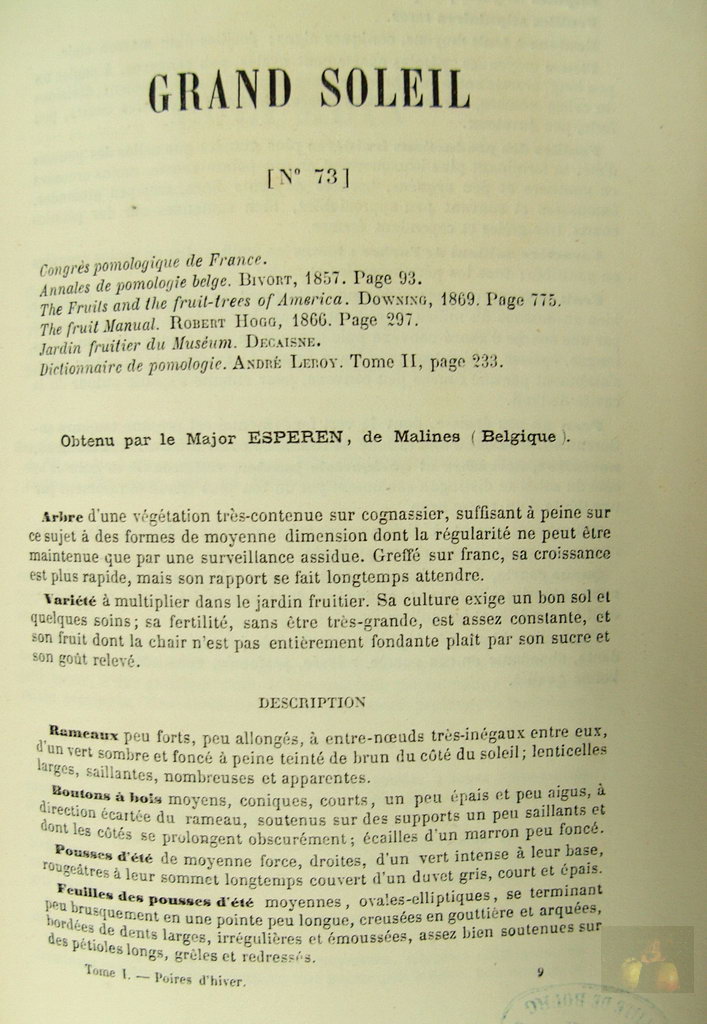 GRAND SOLEIL
[N° 73]
Congrès pomologique de France.
Annales de pomologie belge. BIVORT, 1857. Page 93.
The Fruits and the fruit-trees of America. DOWNING, 1869. Page 775.
The fruit Manual. ROBERT HOGG, 1866. Page 297.
Jardin fruitier du Muséum. DECAISNE.
Dictionnaire de pomologie. ANDRÉ LEROY. Tome II, page 233.
Obtenu par le Major ESPEREN, de Malines (Belgique).
Arbre d'une végétation très-contenue sur cognassier, suffisant à peine sur
ce sujet à des formes de moyenne dimension dont la régularité ne peut être
maintenue que par une surveillance assidue. Greffé sur franc, sa croissance
est plus rapide, mais son rapport se fait longtemps attendre.
Variété à multiplier dans le jardin fruitier. Sa culture exige un bon sol et
quelques soins; sa fertilité, sans être très-grande, est assez constante, et
son fruit dont la chair n'est pas entièrement fondante plaît par son sucre et
son goût relevé.
DESCRIPTION
Rameaux peu forts, peu allongés, à entre-nœuds très-inégaux entre eux,
d'un vert sombre et foncé à peine teinté de brun du côté du soleil; lenticelles
larges, saillantes, nombreuses et apparentes.
Boutons à bois moyens, coniques, courts, un peu épais et peu aigus, à
direction écartée du rameau, soutenus sur des supports un peu saillants et
dont les côtés se prolongent obscurément; écailles d'un marron peu foncé.
Pousses d'été de moyenne force, droites, d'un vert intense à leur base,
rougeâtres à leur sommet longtemps couvert d'un duvet gris, court et épais.
Feuilles des pousses d'été moyennes, ovales-elliptiques, se terminant
peu brusquement en une pointe peu longue, creusées en gouttière et arquées,
bordées de dents larges, irrégulières et émoussées, assez bien soutenues sur
des pétioles longs, grêles et redressés.
Tome I. — Poires d'hiver. 9